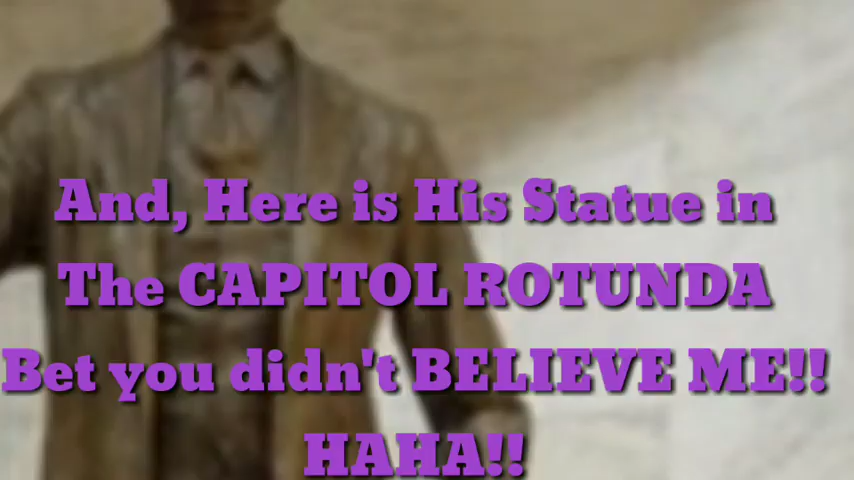 And, Here is His Statue in
The CAPITOL ROTUNDA
Bet you didn't BELIEVE ME!!
HAHA!!